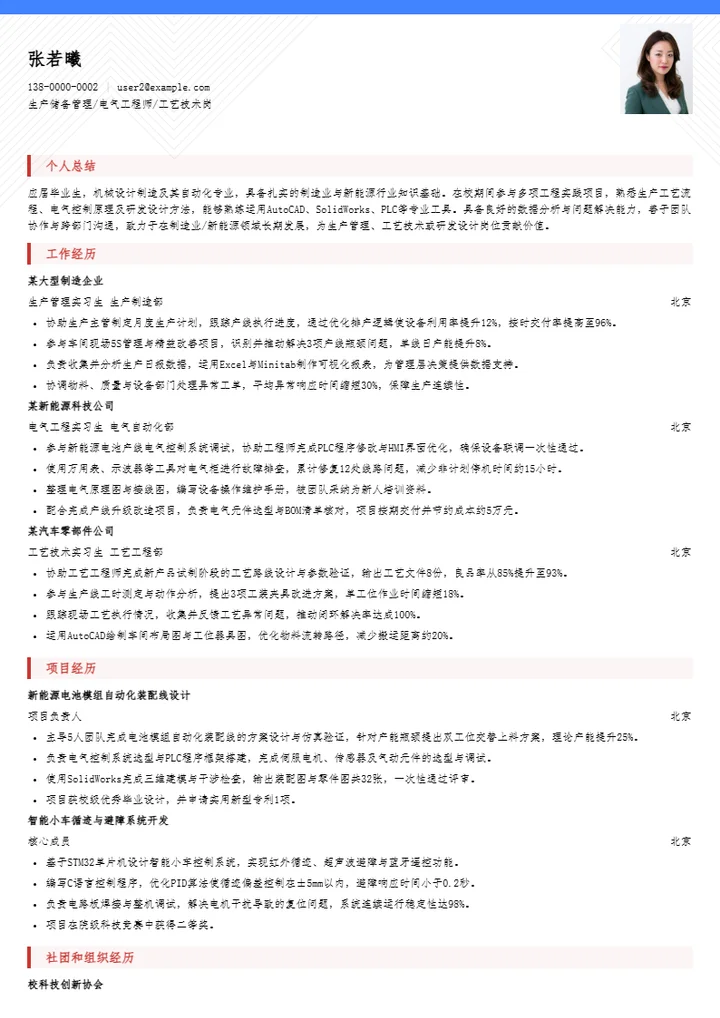 张若曦
138-0000-0002 | user2@example.com
生产储备管理/电气工程师/工艺技术岗
个人总结
应届毕业生，机械设计制造及其自动化专业，具备扎实的制造业与新能源行业知识基础。在校期间参与多项工程实践项目，熟悉生产工艺流
程、电气控制原理及研发设计方法，能够熟练运用AutoCAD、SolidWorks、PLC等专业工具。具备良好的数据分析与问题解决能力，善于团队
协作与跨部门沟通，致力于在制造业/新能源领域长期发展，为生产管理、工艺技术或研发设计岗位贡献价值。
工作经历
某大型制造企业
生产管理实习生 生产制造部 北京
• 协助生产主管制定月度生产计划，跟踪产线执行进度，通过优化排产逻辑使设备利用率提升12%，按时交付率提高至96%。
• 参与车间现场5S管理与精益改善项目，识别并推动解决3项产线瓶颈问题，单线日产能提升8%。
• 负责收集并分析生产日报数据，运用Excel与Minitab制作可视化报表，为管理层决策提供数据支持。
• 协调物料、质量与设备部门处理异常工单，平均异常响应时间缩短30%，保障生产连续性。
某新能源科技公司
电气工程实习生 电气自动化部 北京
• 参与新能源电池产线电气控制系统调试，协助工程师完成PLC程序修改与HMI界面优化，确保设备联调一次性通过。
• 使用万用表、示波器等工具对电气柜进行故障排查，累计修复12处线路问题，减少非计划停机时间约15小时。
• 整理电气原理图与接线图，编写设备操作维护手册，被团队采纳为新人培训资料。
• 配合完成产线升级改造项目，负责电气元件选型与BOM清单核对，项目按期交付并节约成本约5万元。
某汽车零部件公司
工艺技术实习生 工艺工程部 北京
• 协助工艺工程师完成新产品试制阶段的工艺路线设计与参数验证，输出工艺文件8份，良品率从85%提升至93%。
• 参与生产线工时测定与动作分析，提出3项工装夹具改进方案，单工位作业时间缩短18%。
• 跟踪现场工艺执行情况，收集并反馈工艺异常问题，推动闭环解决率达成100%。
• 运用AutoCAD绘制车间布局图与工位器具图，优化物料流转路径，减少搬运距离约20%。
项目经历
新能源电池模组自动化装配线设计
项目负责人 北京
• 主导5人团队完成电池模组自动化装配线的方案设计与仿真验证，针对产能瓶颈提出双工位交替上料方案，理论产能提升25%。
• 负责电气控制系统选型与PLC程序框架搭建，完成伺服电机、传感器及气动元件的选型与调试。
• 使用SolidWorks完成三维建模与干涉检查，输出装配图与零件图共32张，一次性通过评审。
• 项目获校级优秀毕业设计，并申请实用新型专利1项。
智能小车循迹与避障系统开发
核心成员 北京
• 基于STM32单片机设计智能小车控制系统，实现红外循迹、超声波避障与蓝牙遥控功能。
• 编写C语言控制程序，优化PID算法使循迹偏差控制在±5mm以内，避障响应时间小于0.2秒。
• 负责电路板焊接与整机调试，解决电机干扰导致的复位问题，系统连续运行稳定性达98%。
• 项目在院级科技竞赛中获得二等奖。
社团和组织经历
校科技创新协会